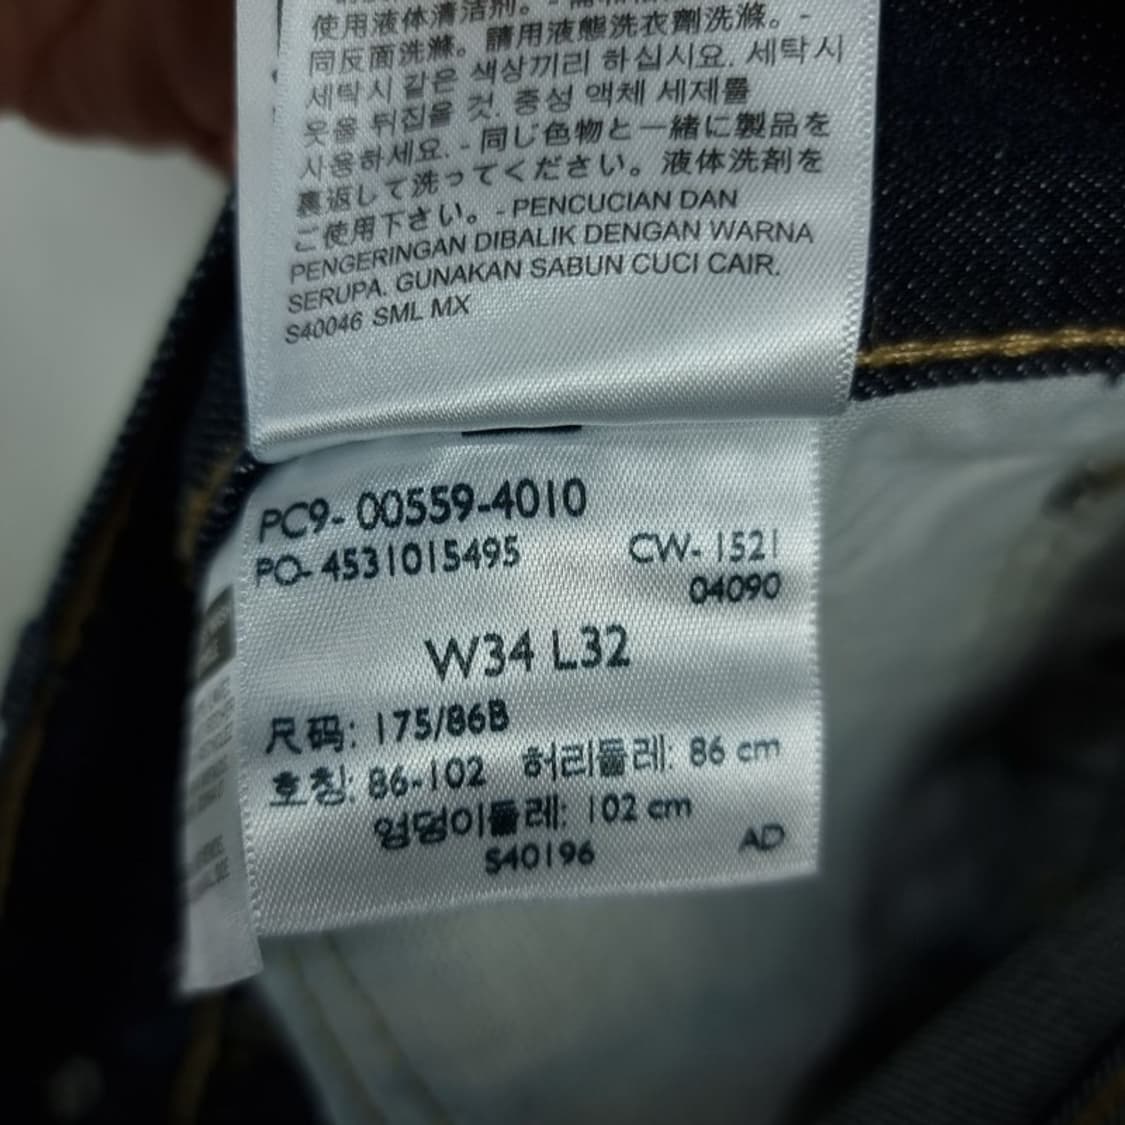 使用液体清洁剂。-
同反面洗滌。請用液態洗衣劑洗滌。-
세탁시 같은 색상끼리 하십시요. 세탁시
옷을 뒤집을 것. 중성 액체 세제를
사용하세요. - 同じ色物と一緒に製品を
裏返して洗ってください。液体洗剤を
ご使用下さい。- PENCUCIAN DAN
PENGERINGAN DIBALIK DENGAN WARNA
SERUPA. GUNAKAN SABUN CUCI CAIR.
S40046 SML MX
PC9- 00559-4010
PO- 4531015495 CW- 1521
04090
W34 L32
尺码: 175/86B
호칭: 86-102 허리둘레: 86 cm
엉덩이둘레: 102 cm
S40196 AD